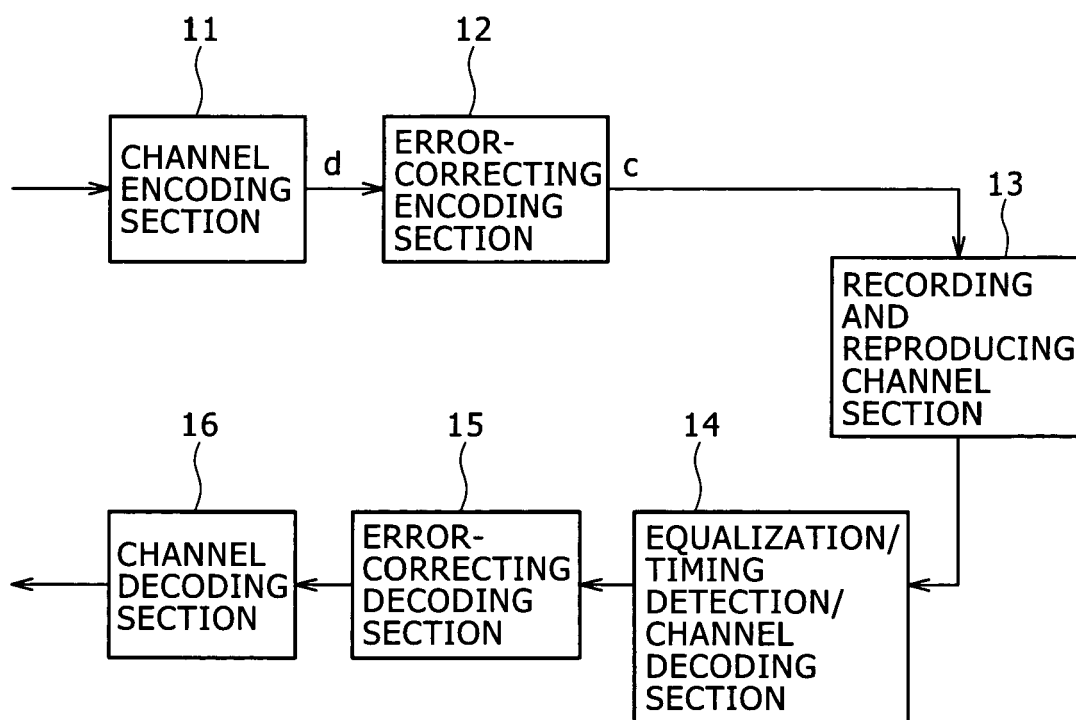 11
12
CHANNEL
ENCODING
SECTION
d
ERROR-
CORRECTING
ENCODING
SECTION
c
13
RECORDING
AND
REPRODUCING
CHANNEL
SECTION
16
15
14
CHANNEL
DECODING
SECTION
ERROR-
CORRECTING
DECODING
SECTION
EQUALIZATION/
TIMING
DETECTION/
CHANNEL
DECODING
SECTION